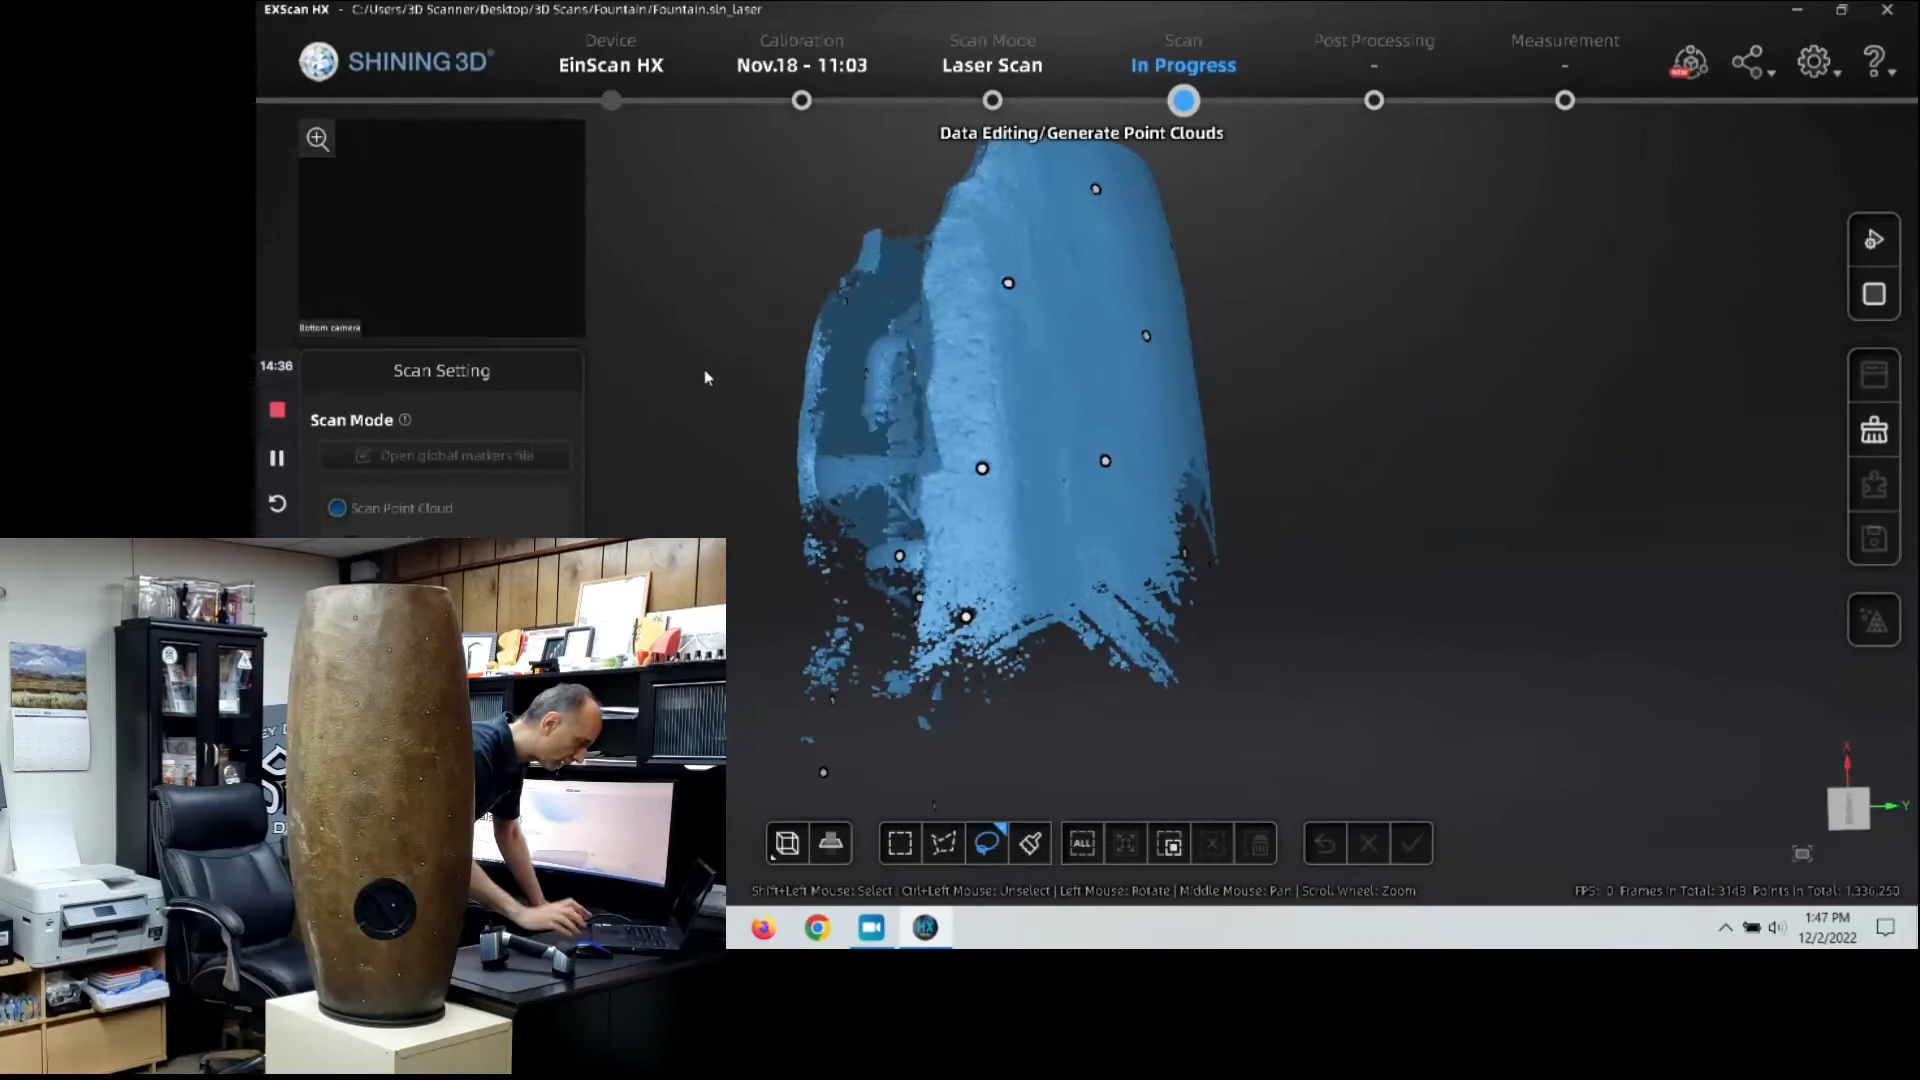 EXScan HX - C:/Users/3D Scanner/Desktop/3D Scans/Fountain/Fountain.sln_laser
SHINING 3D®
Device
EinScan HX
Calibration
Nov.18 - 11:03
Scan Mode
Laser Scan
Scan
In Progress
Post Processing
-
Measurement
-
NEW
Data Editing/Generate Point Clouds
Bottom camera
14:36
Scan Setting
Scan Mode
Open global markers file
Scan Point Cloud
X
Y
ALL
Shift+Left Mouse: Select | Ctrl+Left Mouse: Unselect | Left Mouse: Rotate | Middle Mouse: Pan | Scroll Wheel: Zoom
FPS: 0 Frames In Total: 3143 Points In Total: 1,336,250
HX
1:47 PM
12/2/2022